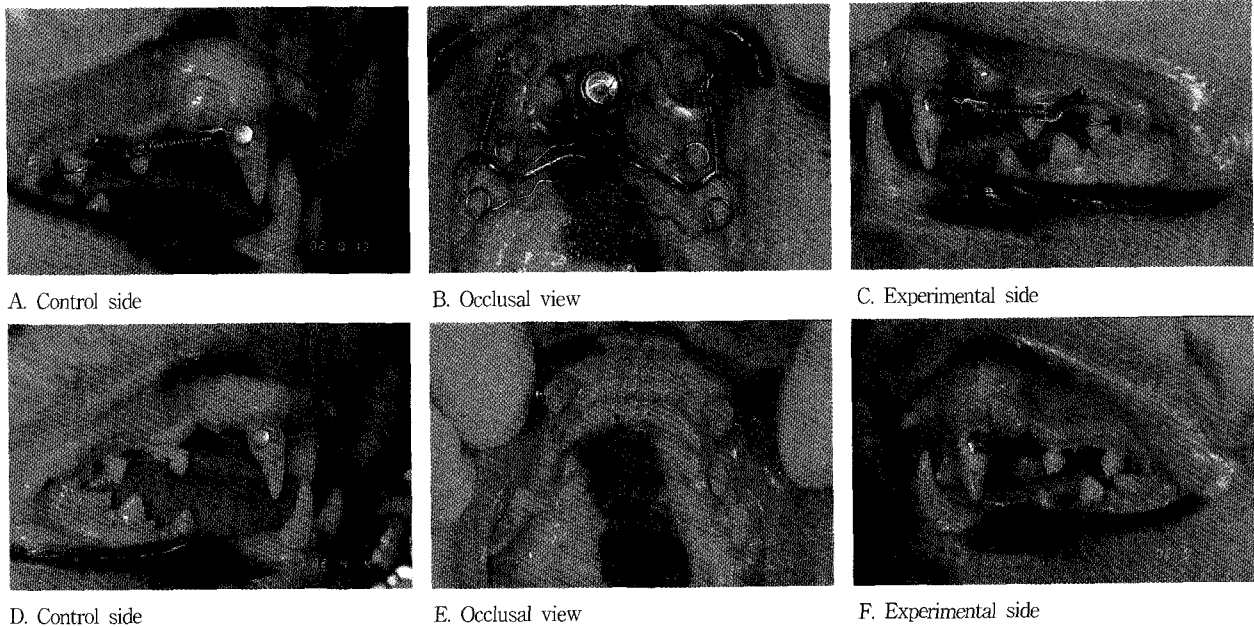 A. Control side
B. Occlusal view
C. Experimental side
D. Control side
E. Occlusal view
F. Experimental side